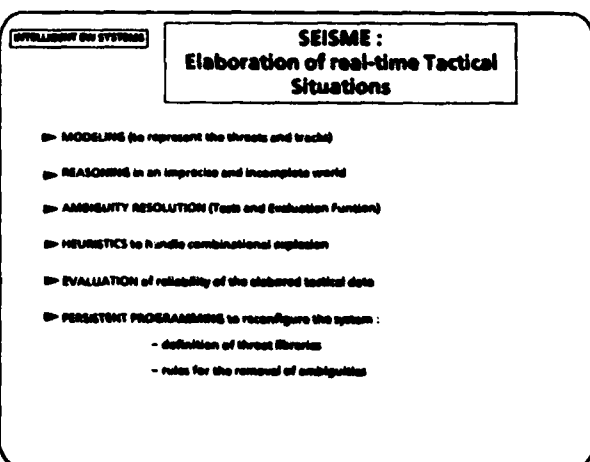 INTELLIGENT EW SYSTEMS
SEISME :
Elaboration of real-time Tactical
Situations
MODELING (to represent the threats and tracks)
REASONING in an imprecise and incomplete world
AMBIGUITY RESOLUTION (Tests and Evaluation Function)
HEURISTICS to handle combinational explosion
EVALUATION of reliability of the elabored tactical data
PERSISTENT PROGRAMMING to reconfigure the system :
- definition of threat libraries
- rules for the removal of ambiguities